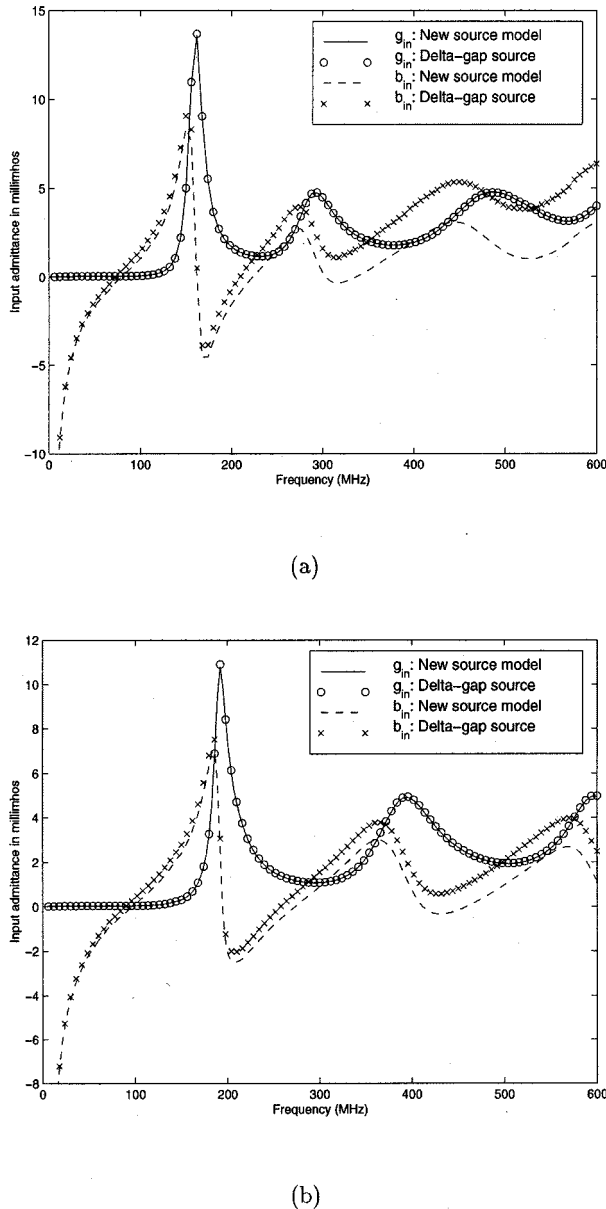 15
10
5
0
−5
−10
0 100 200 300 400 500 600
Input admittance in millimhos
Frequency (MHz)
g_in: New source model
g_in: Delta−gap source
b_in: New source model
b_in: Delta−gap source
(a)
12
10
8
6
4
2
0
−2
−4
−6
−8
0 100 200 300 400 500 600
Input admittance in millimhos
Frequency (MHz)
g_in: New source model
g_in: Delta−gap source
b_in: New source model
b_in: Delta−gap source
(b)